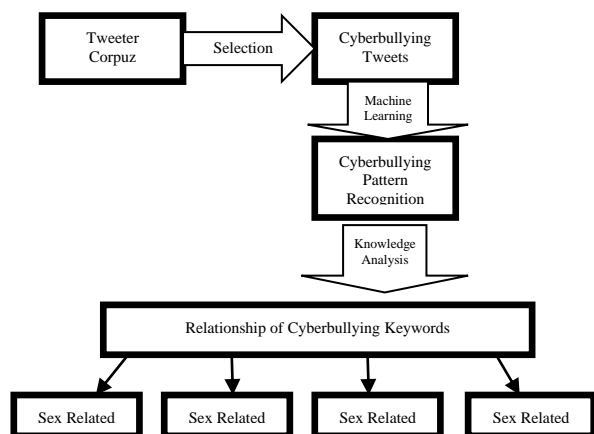 Tweeter
Corpuz
Selection
Cyberbullying
Tweets
Machine
Learning
Cyberbullying
Pattern
Recognition
Knowledge
Analysis
Relationship of Cyberbullying Keywords
Sex Related
Sex Related
Sex Related
Sex Related